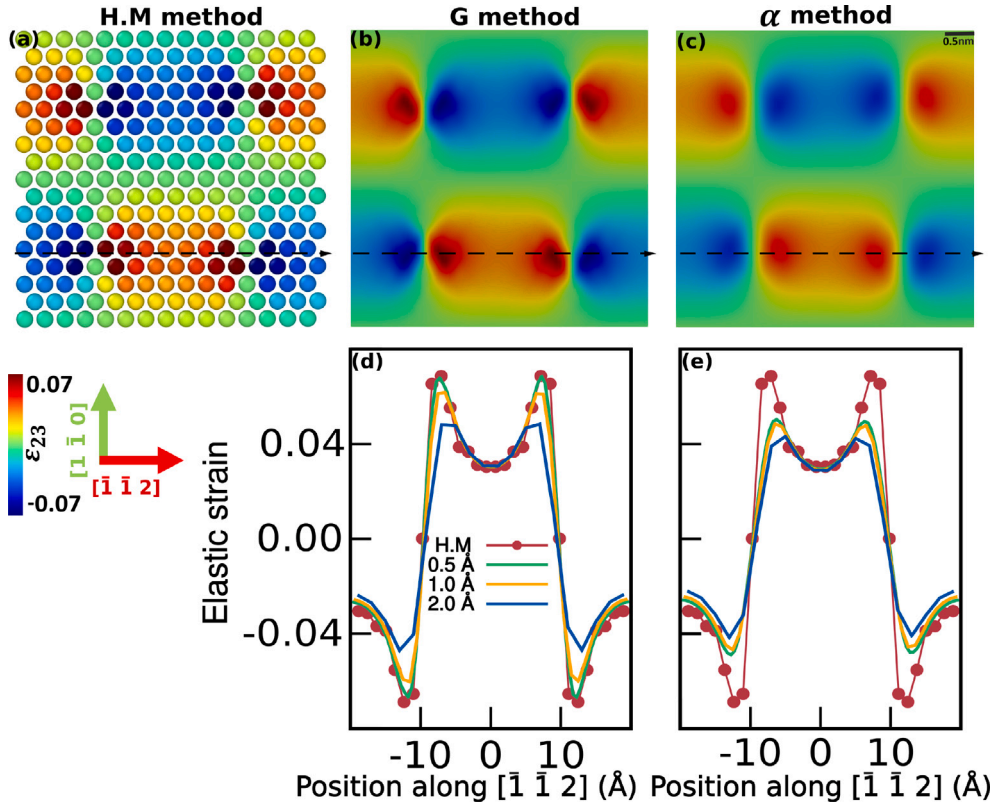 H.M method
G method
α method
(a)
(b)
(c)
0.5nm
0.07
ε23
-0.07
[1 1̄ 0]
[1̄ 1̄ 2]
(d)
(e)
Elastic strain
0.04
0.00
-0.04
H.M
0.5 Å
1.0 Å
2.0 Å
-10 0 10
-10 0 10
Position along [1̄ 1̄ 2] (Å)
Position along [1̄ 1̄ 2] (Å)